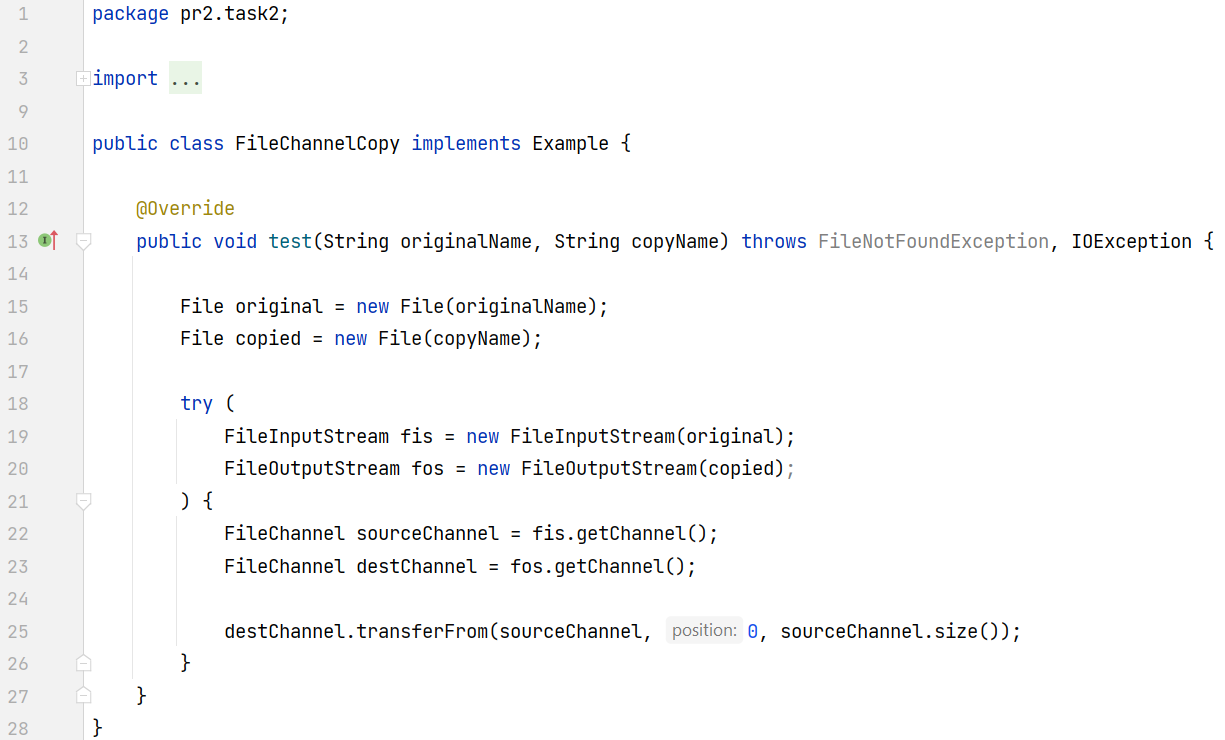 1 package pr2.task2;
2
3 import ...
9
10 public class FileChannelCopy implements Example {
11
12 @Override
13 public void test(String originalName, String copyName) throws FileNotFoundException, IOException {
14
15 File original = new File(originalName);
16 File copied = new File(copyName);
17
18 try (
19 FileInputStream fis = new FileInputStream(original);
20 FileOutputStream fos = new FileOutputStream(copied);
21 ) {
22 FileChannel sourceChannel = fis.getChannel();
23 FileChannel destChannel = fos.getChannel();
24
25 destChannel.transferFrom(sourceChannel, position: 0, sourceChannel.size());
26 }
27 }
28 }